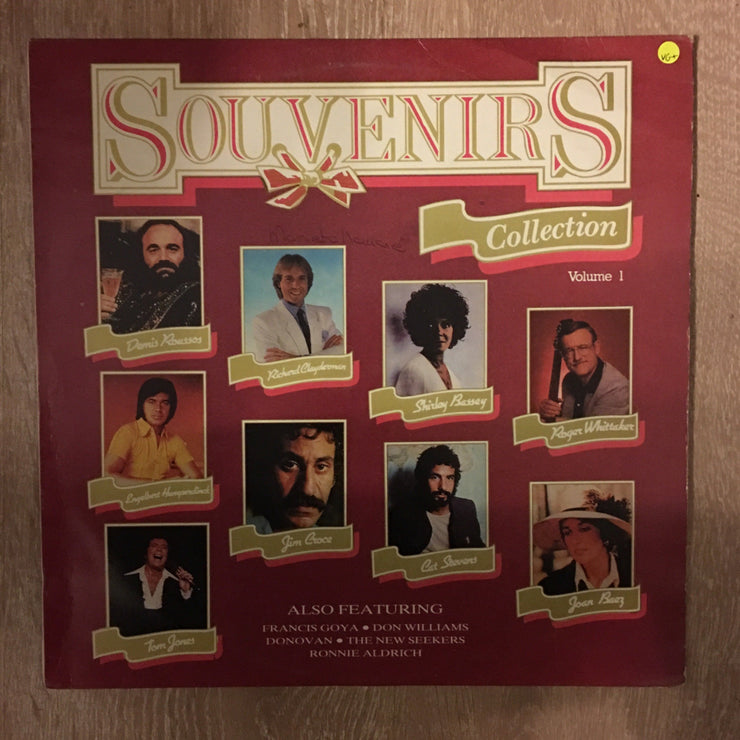 VG+
SOUVENIRS
Collection
Volume 1
Demis Roussos
Richard Clayderman
Shirley Bassey
Roger Whittaker
Engelbert Humperdinck
Jim Croce
Cat Stevens
Joan Baez
Tom Jones
ALSO FEATURING
FRANCIS GOYA • DON WILLIAMS
DONOVAN • THE NEW SEEKERS
RONNIE ALDRICH